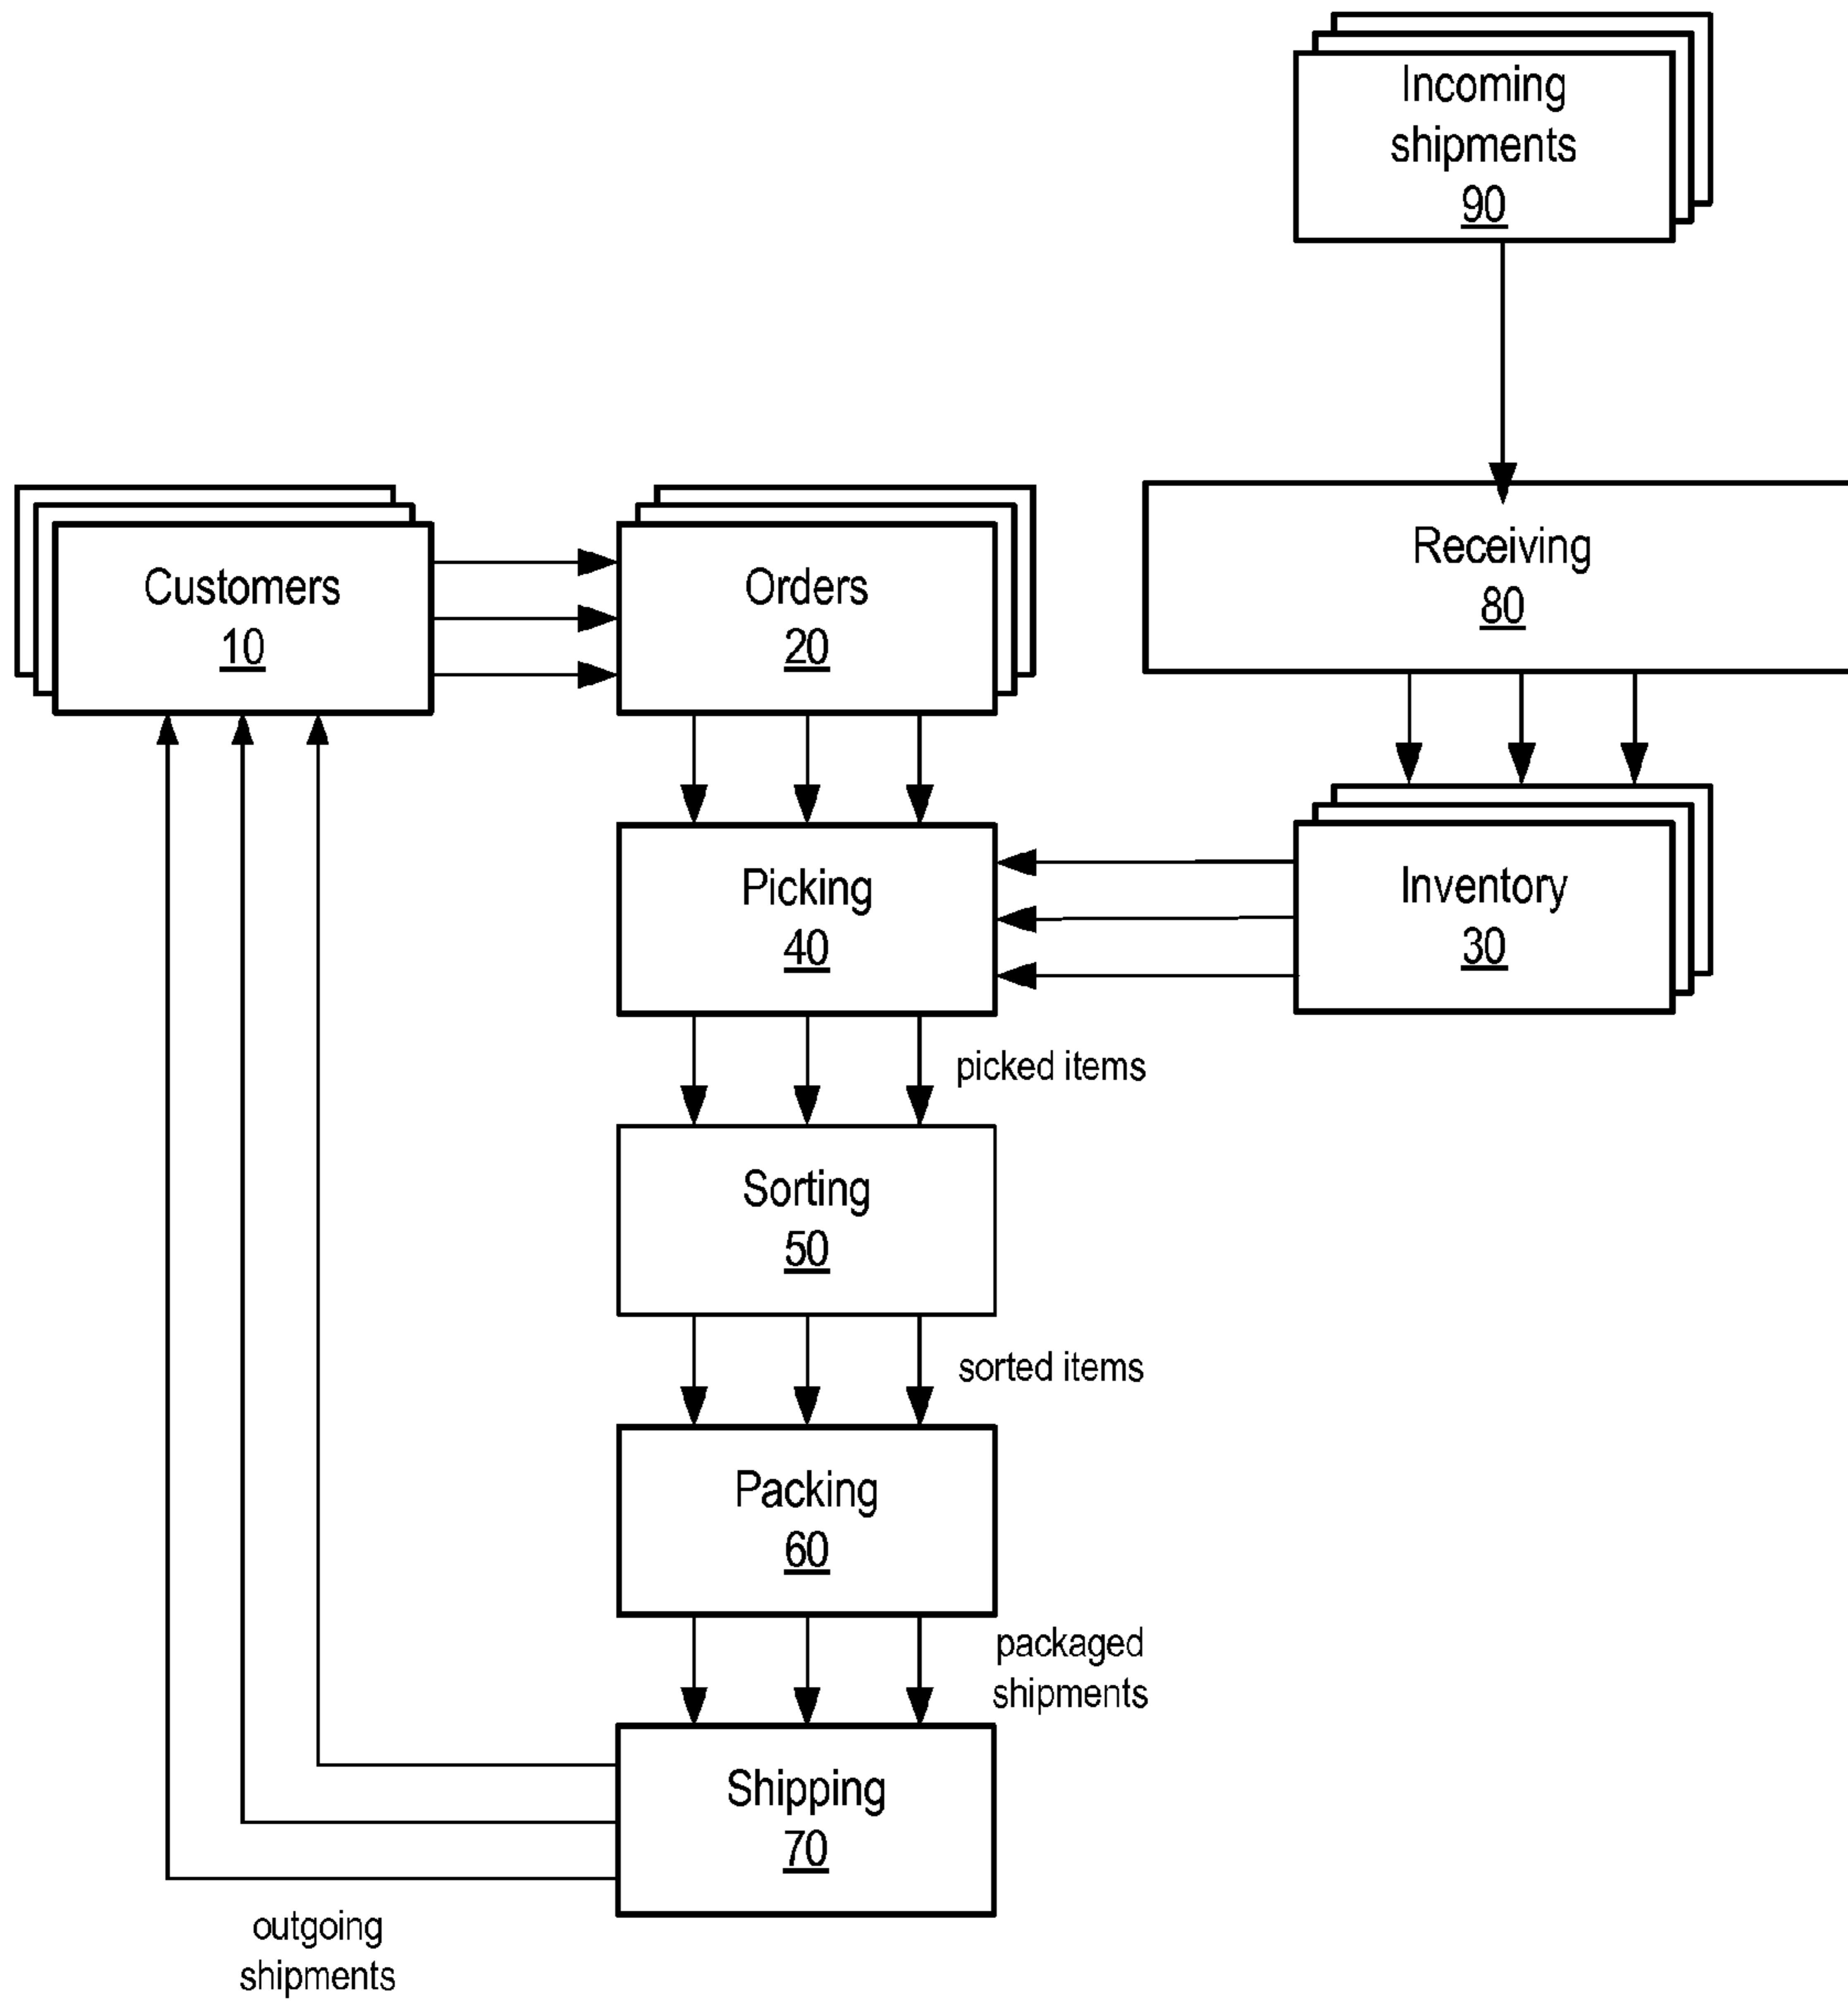 Incoming
shipments
90
Customers
10
Orders
20
Receiving
80
Picking
40
Inventory
30
picked items
Sorting
50
sorted items
Packing
60
packaged
shipments
Shipping
70
outgoing
shipments